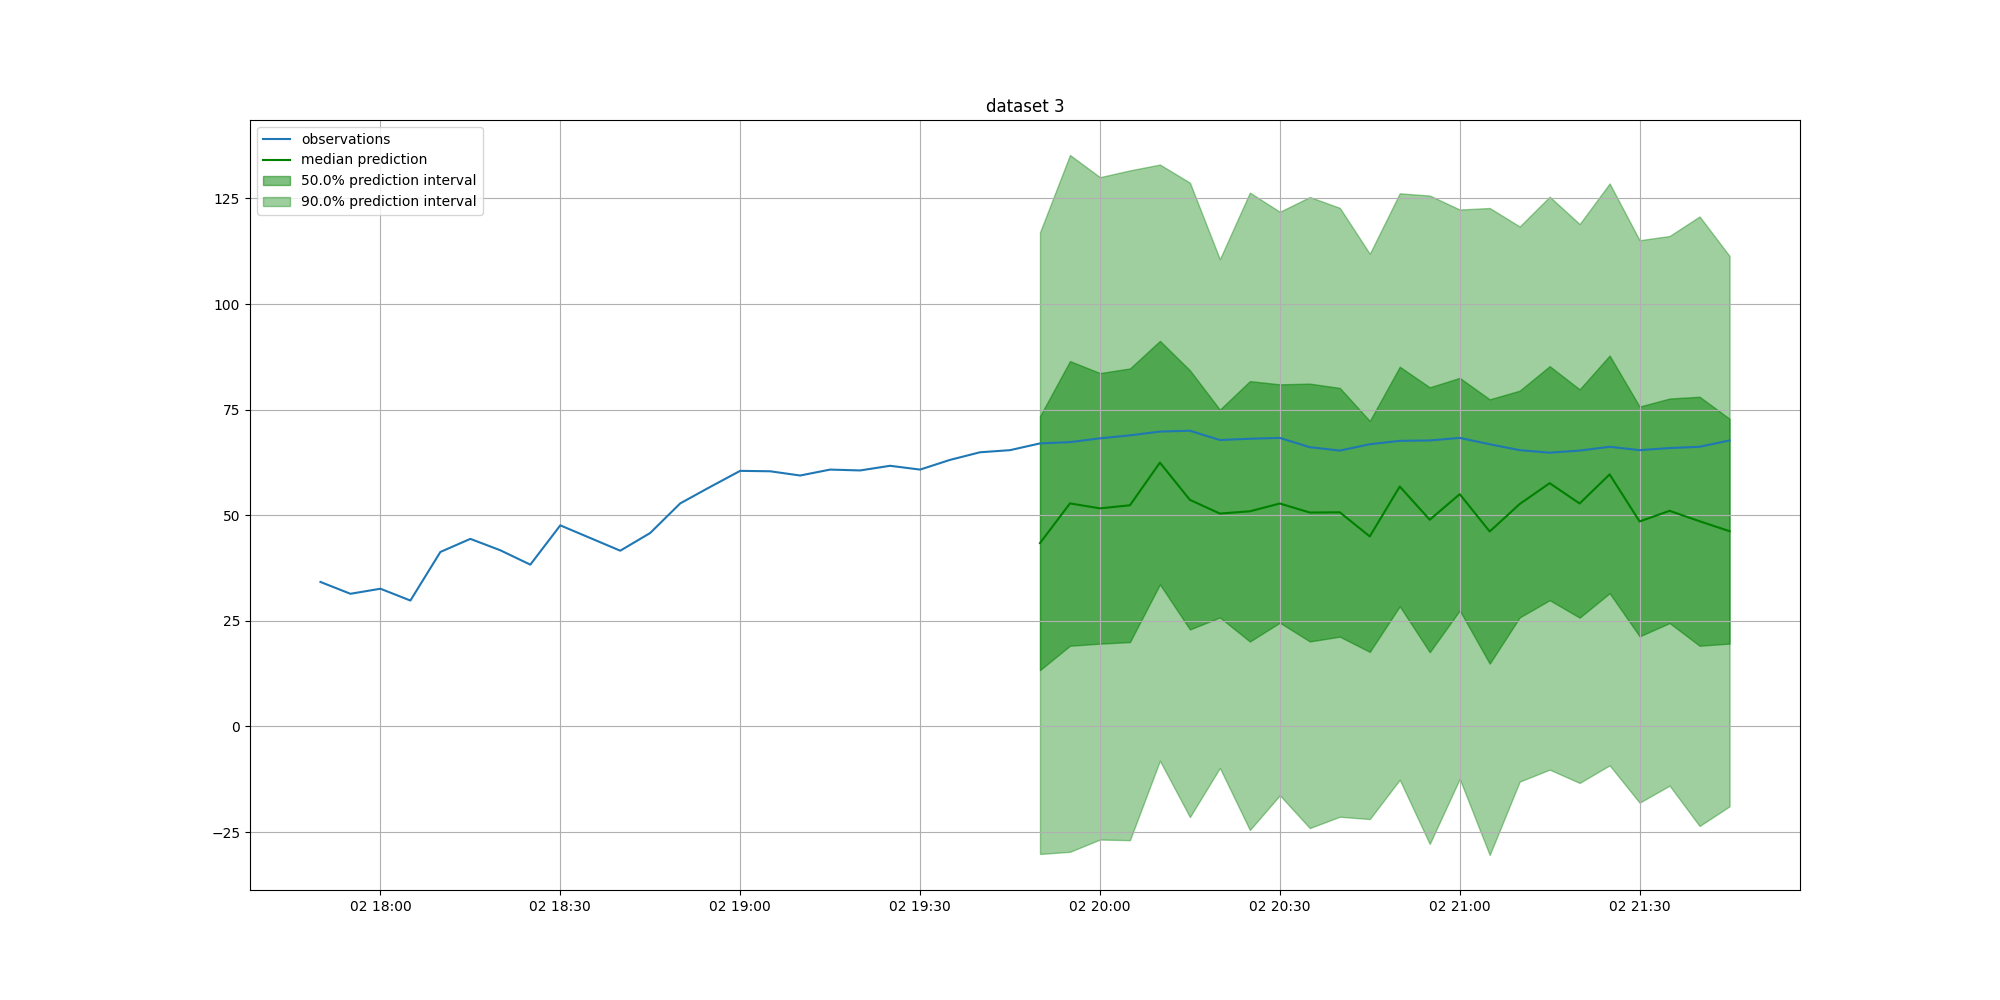 dataset 3
observations
median prediction
50.0% prediction interval
90.0% prediction interval
125
100
75
50
25
0
−25
02 18:00 02 18:30 02 19:00 02 19:30 02 20:00 02 20:30 02 21:00 02 21:30